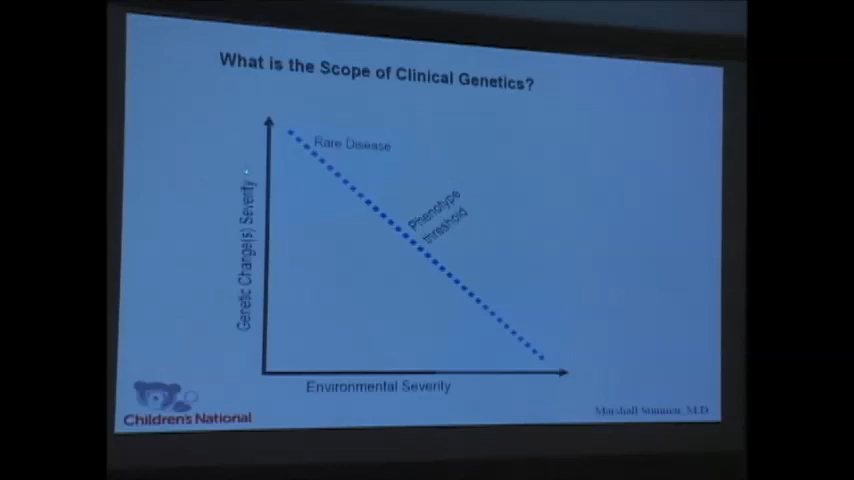 What is the Scope of Clinical Genetics?
Rare Disease
Phenotype
threshold
Genetic Change(s) Severity
Environmental Severity
Children's National
Marshall Summar, M.D.